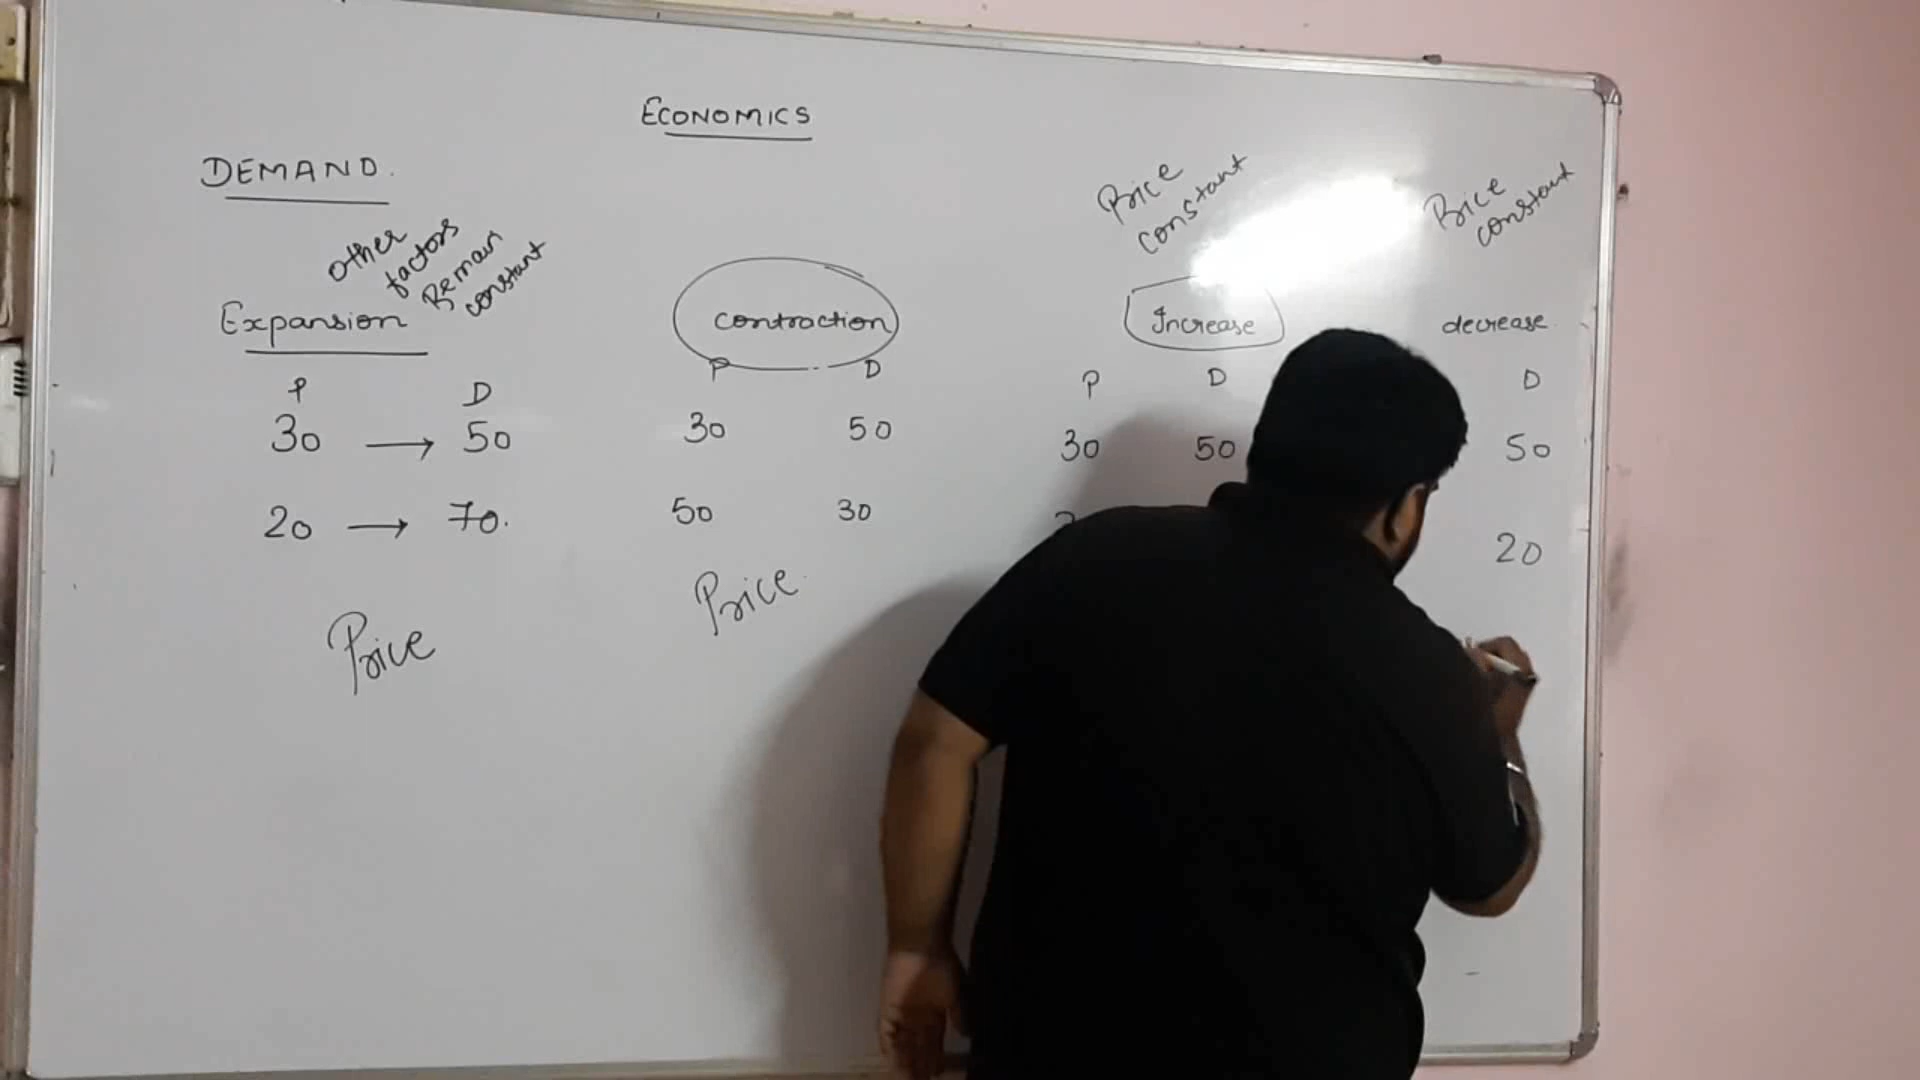 ECONOMICS
DEMAND.
other
factors
Remain
constant
Expansion
P D
30 → 50
20 → 70.
Price
contraction
P D
30 50
50 30
Price
Price
constant
Increase
P D
30 50
Price
constant
decrease
D
50
20